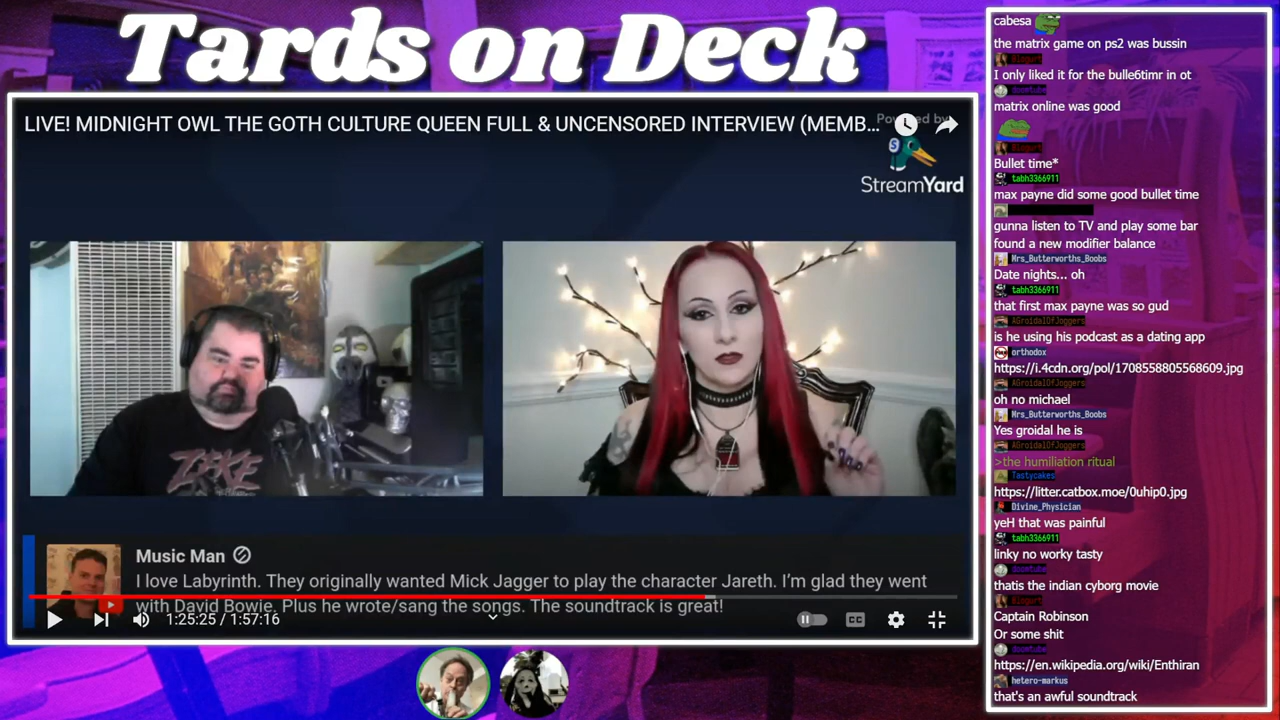 Tards on Deck
LIVE! MIDNIGHT OWL THE GOTH CULTURE QUEEN FULL & UNCENSORED INTERVIEW (MEMB...
Powered by
S
StreamYard
Music Man
I love Labyrinth. They originally wanted Mick Jagger to play the character Jareth. I'm glad they went
with David Bowie. Plus he wrote/sang the songs. The soundtrack is great!
1:25:25 / 1:57:16
CC
cabesa
the matrix game on ps2 was bussin
Blogurt
I only liked it for the bulle6timr in ot
doomtube
matrix online was good
Blogurt
Bullet time*
tabh3366911
max payne did some good bullet time
gunna listen to TV and play some bar
found a new modifier balance
Mrs_Butterworths_Boobs
Date nights... oh
tabh3366911
that first max payne was so gud
AGroidalOfJoggers
is he using his podcast as a dating app
orthodox
https://i.4cdn.org/pol/1708558805568609.jpg
AGroidalOfJoggers
oh no michael
Mrs_Butterworths_Boobs
Yes groidal he is
AGroidalOfJoggers
>the humiliation ritual
Tastycakes
https://litter.catbox.moe/0uhip0.jpg
Divine_Physician
yeH that was painful
tabh3366911
linky no worky tasty
doomtube
thatis the indian cyborg movie
Blogurt
Captain Robinson
Or some shit
doomtube
https://en.wikipedia.org/wiki/Enthiran
hetero-markus
that's an awful soundtrack